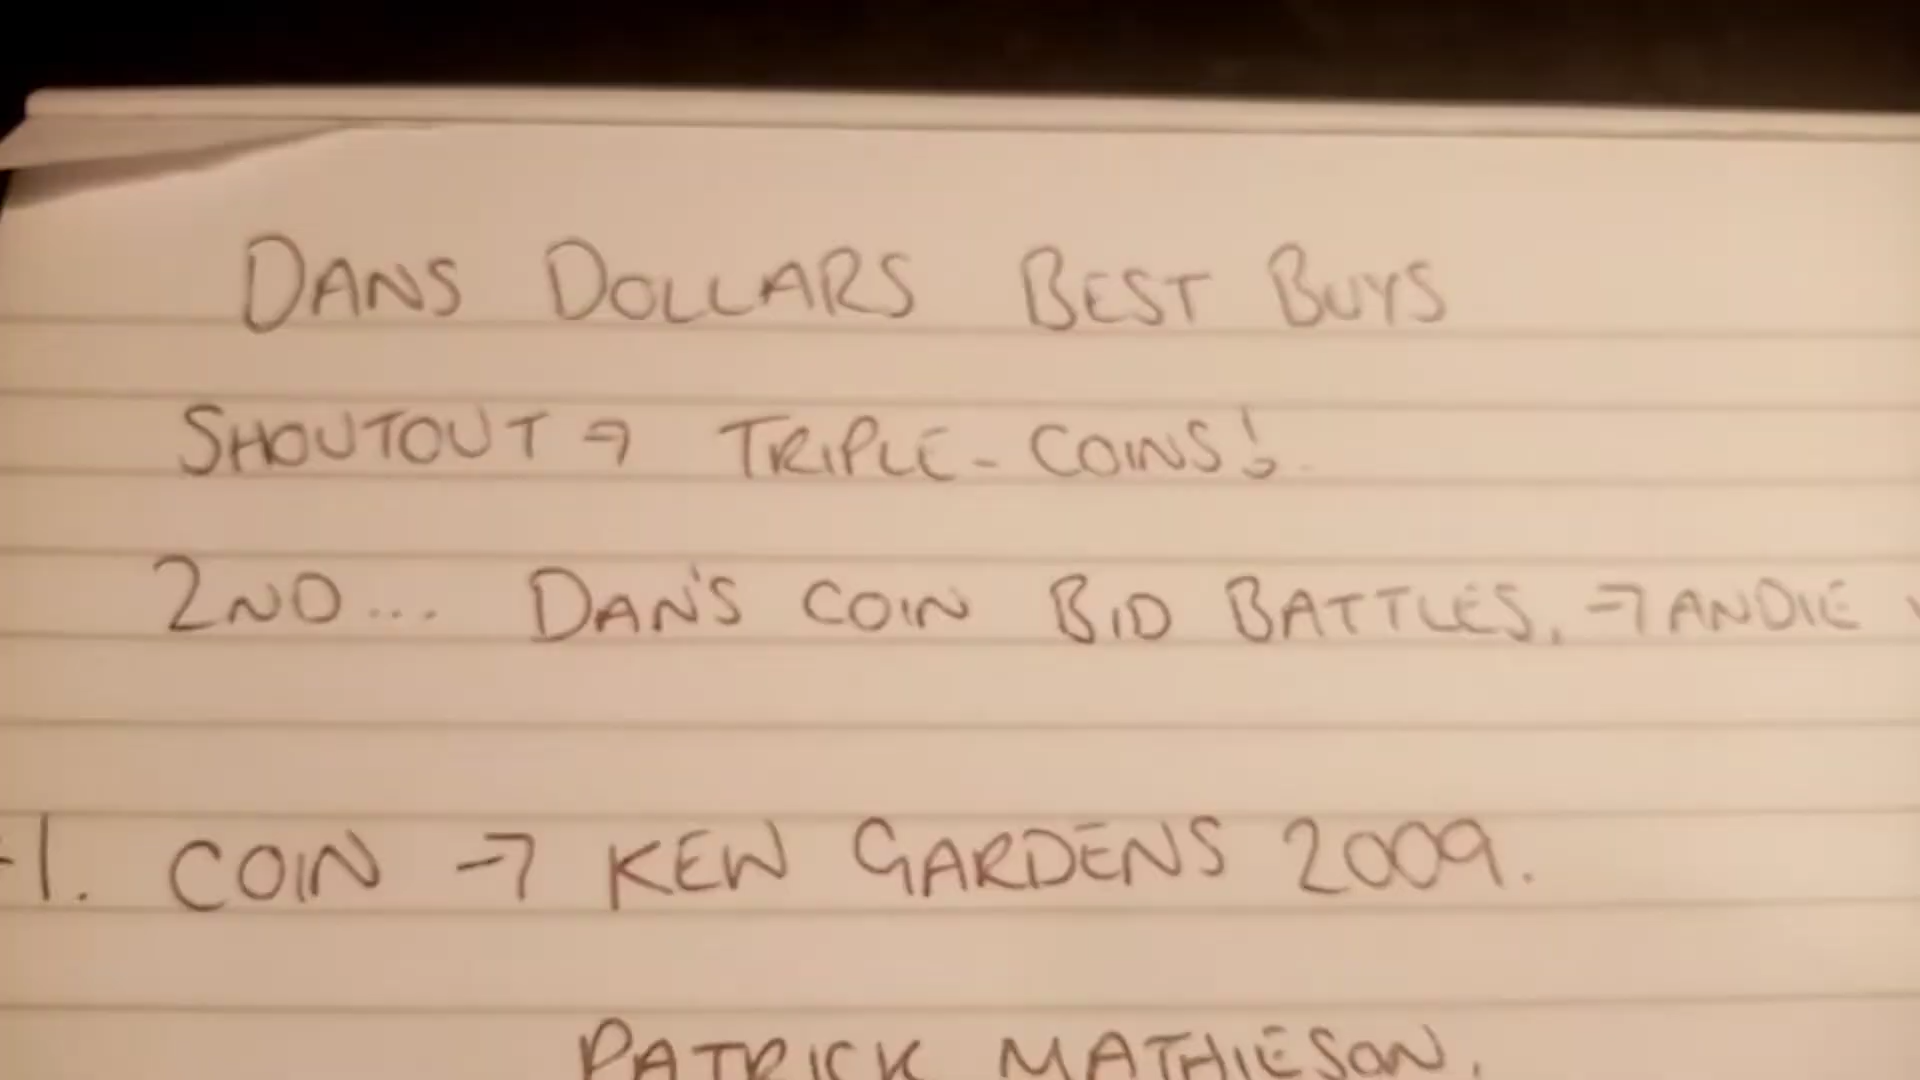 DANS DOLLARS BEST BUYS
SHOUTOUT → TRIPLE-COINS!
2ND... DAN'S COIN BID BATTLES. → ANDIE
1. COIN → KEW GARDENS 2009.
PATRICK MATHIESON.